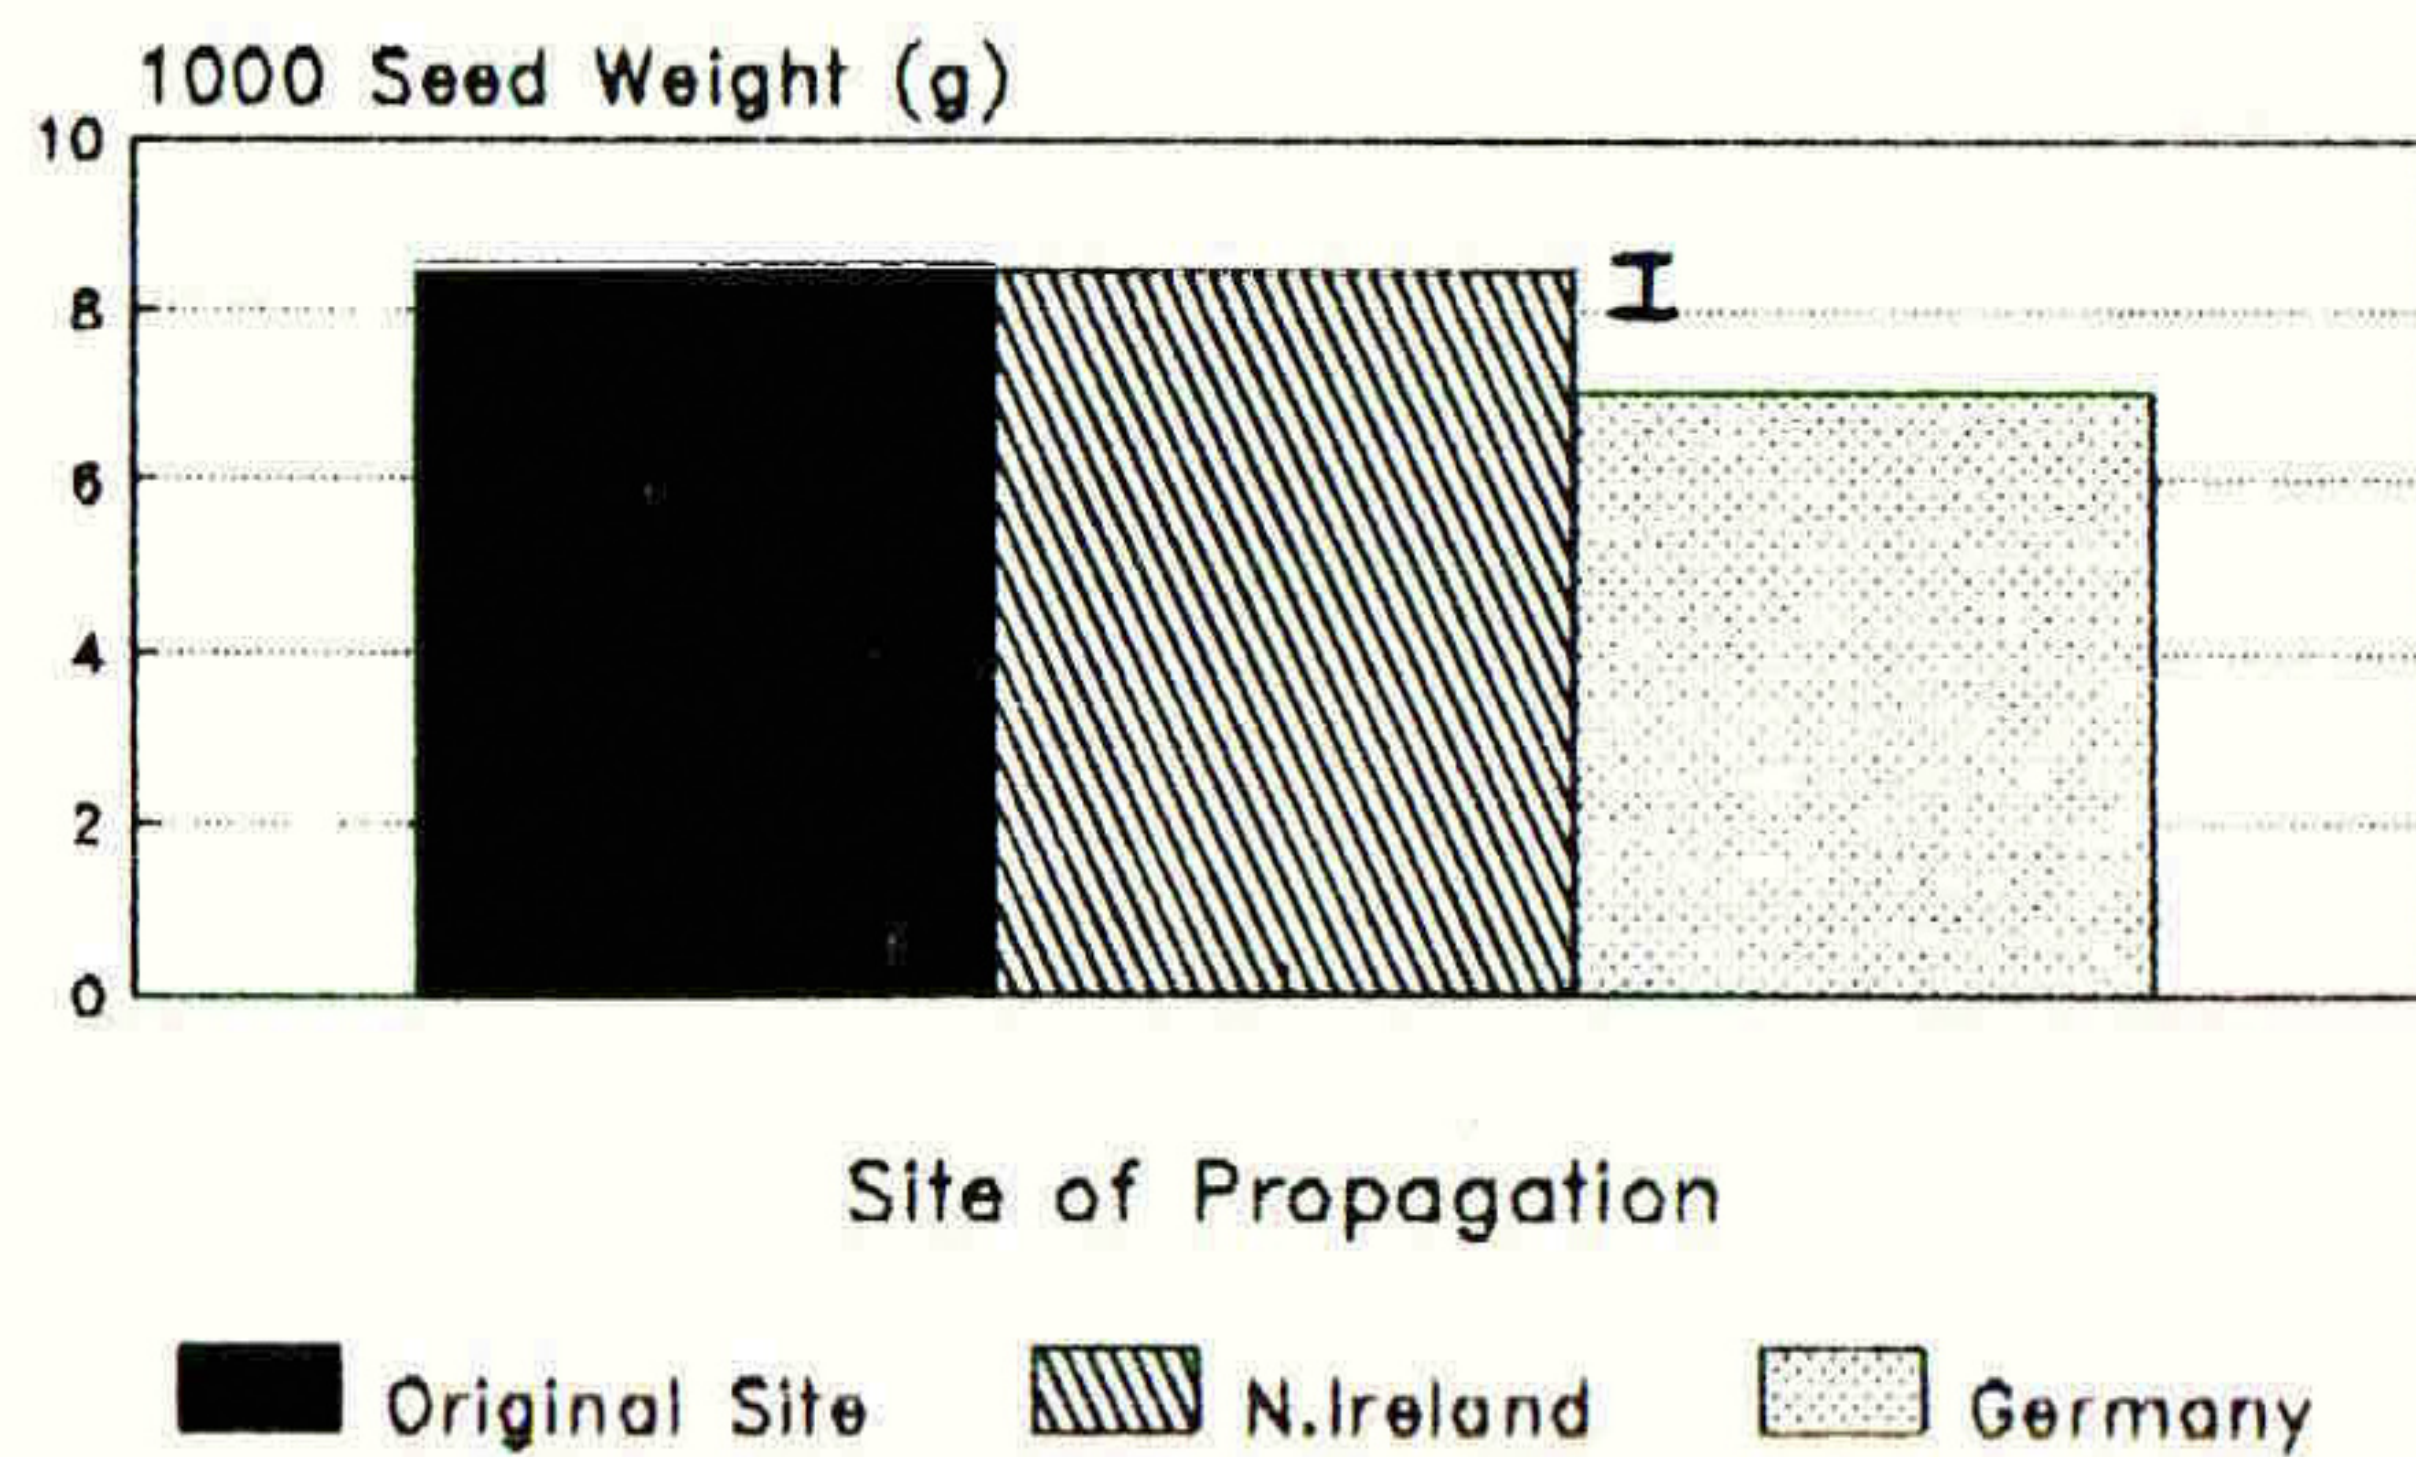 1000 Seed Weight (g)
10
8
6
4
2
0
Site of Propagation
Original Site N.Ireland Germany